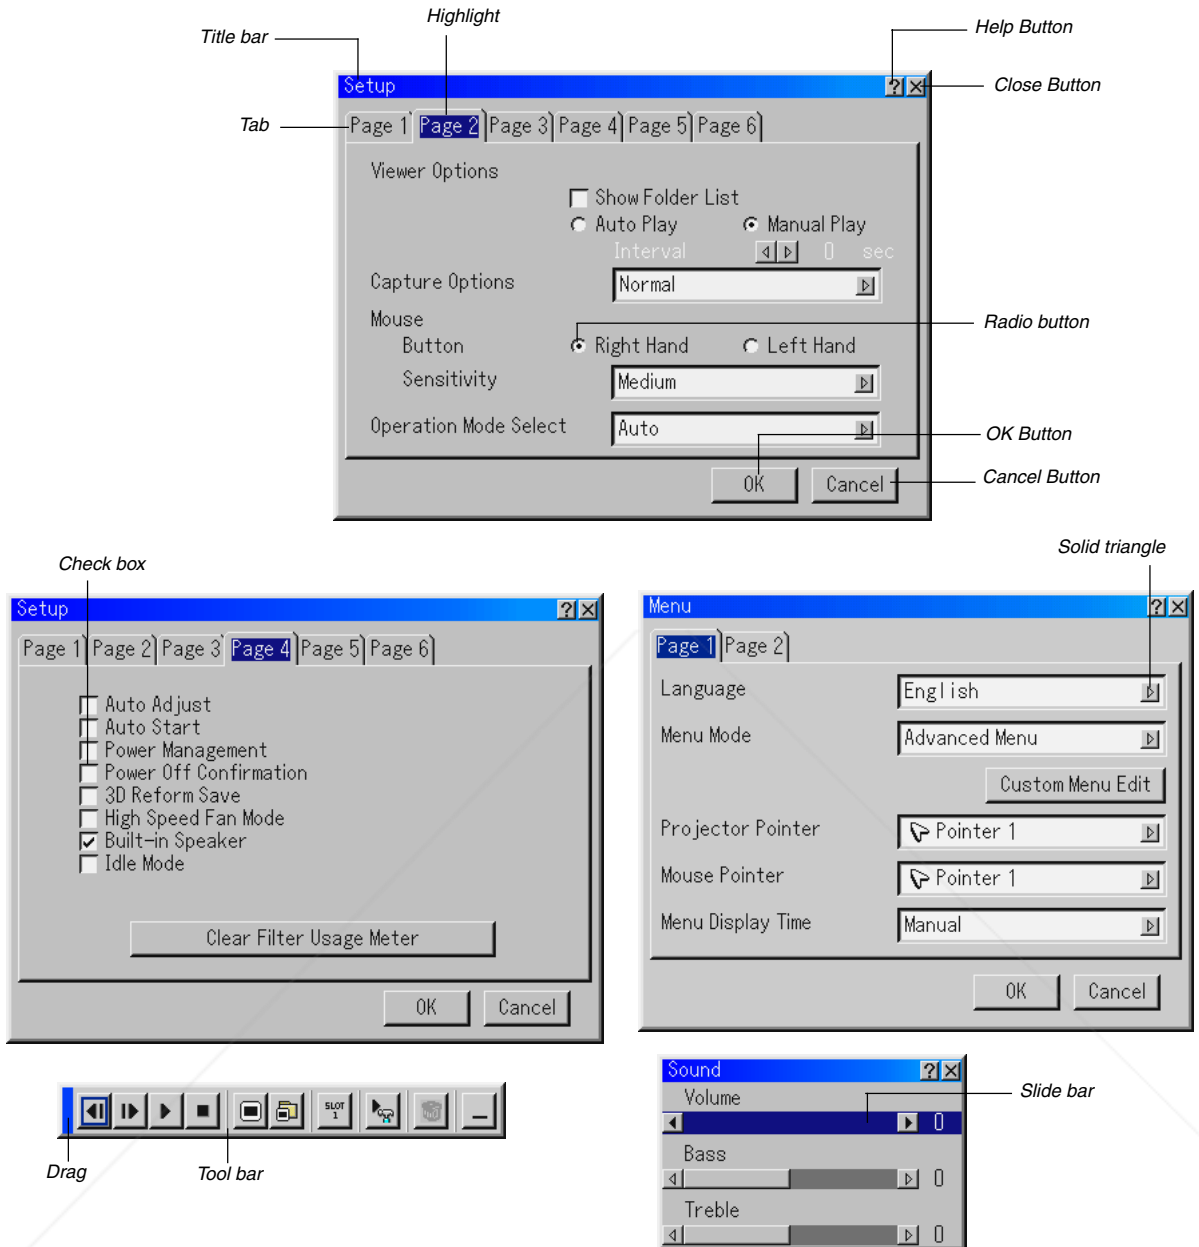 Highlight
Title bar
Help Button
Setup
?
Close Button
Tab
Page 1 Page 2 Page 3 Page 4 Page 5 Page 6
Viewer Options
Show Folder List
Auto Play Manual Play
Interval 0 sec
Capture Options Normal
Mouse
Radio button
Button Right Hand Left Hand
Sensitivity Medium
Operation Mode Select Auto
OK Button
OK Cancel
Cancel Button
Solid triangle
Check box
Setup ?
Page 1 Page 2 Page 3 Page 4 Page 5 Page 6
Auto Adjust
Auto Start
Power Management
Power Off Confirmation
3D Reform Save
High Speed Fan Mode
Built-in Speaker
Idle Mode
Clear Filter Usage Meter
OK Cancel
Menu ?
Page 1 Page 2
Language English
Menu Mode Advanced Menu
Custom Menu Edit
Projector Pointer Pointer 1
Mouse Pointer Pointer 1
Menu Display Time Manual
OK Cancel
SLOT
1
Drag
Tool bar
Sound ?
Volume
Slide bar
0
Bass
0
Treble
0